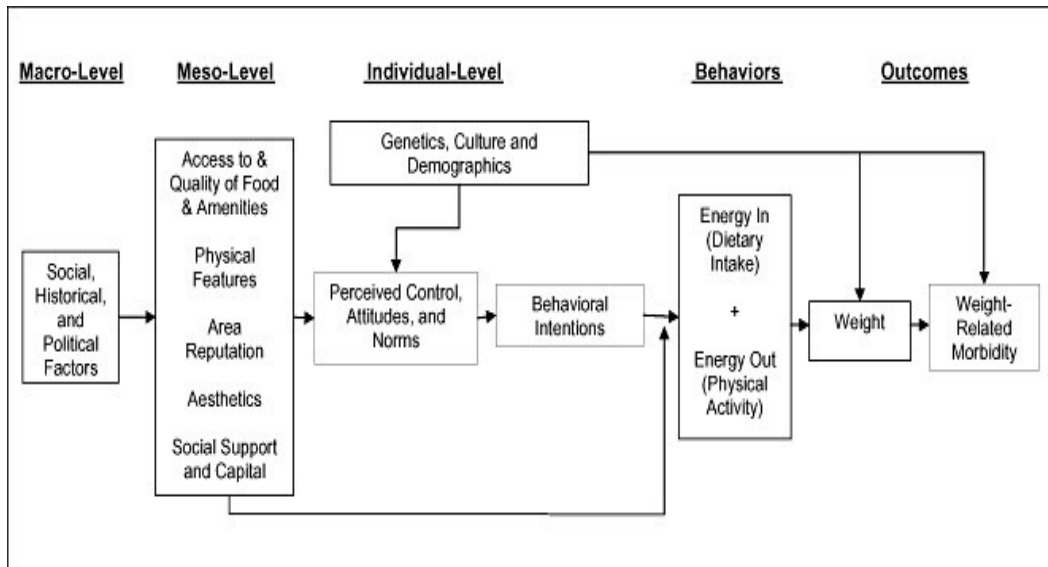 Macro-Level
Meso-Level
Individual-Level
Behaviors
Outcomes
Social,
Historical,
and
Political
Factors
Access to &
Quality of Food
& Amenities
Physical
Features
Area
Reputation
Aesthetics
Social Support
and Capital
Genetics, Culture and
Demographics
Perceived Control,
Attitudes, and
Norms
Behavioral
Intentions
Energy In
(Dietary
Intake)
+
Energy Out
(Physical
Activity)
Weight
Weight-
Related
Morbidity